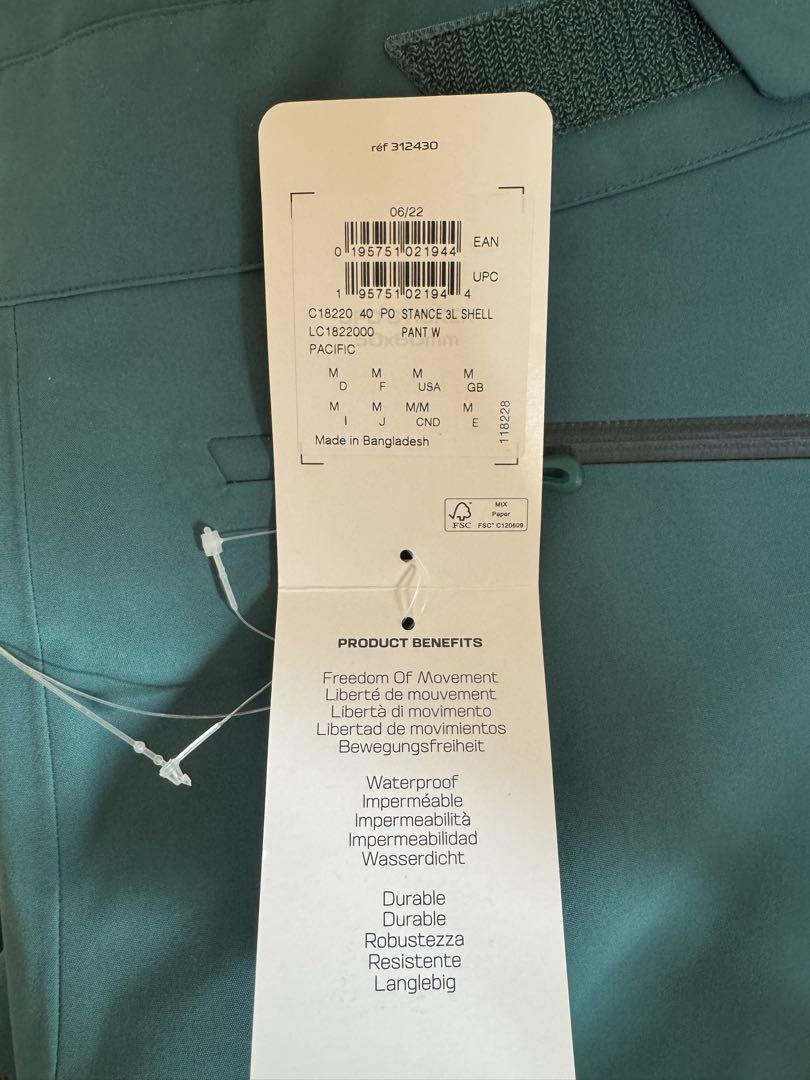 réf 312430
06/22
0 195751 021944 EAN
1 95751 02194 4 UPC
C18220 40 PO STANCE 3L SHELL
LC1822000 PANT W
PACIFIC
M M M M
D F USA GB
M M M/M M
I J CND E
118228
Made in Bangladesh
FSC
MIX
Paper
FSC™ C120609
PRODUCT BENEFITS
Freedom Of Movement
Liberté de mouvement
Libertà di movimento
Libertad de movimientos
Bewegungsfreiheit
Waterproof
Imperméable
Impermeabilità
Impermeabilidad
Wasserdicht
Durable
Durable
Robustezza
Resistente
Langlebig